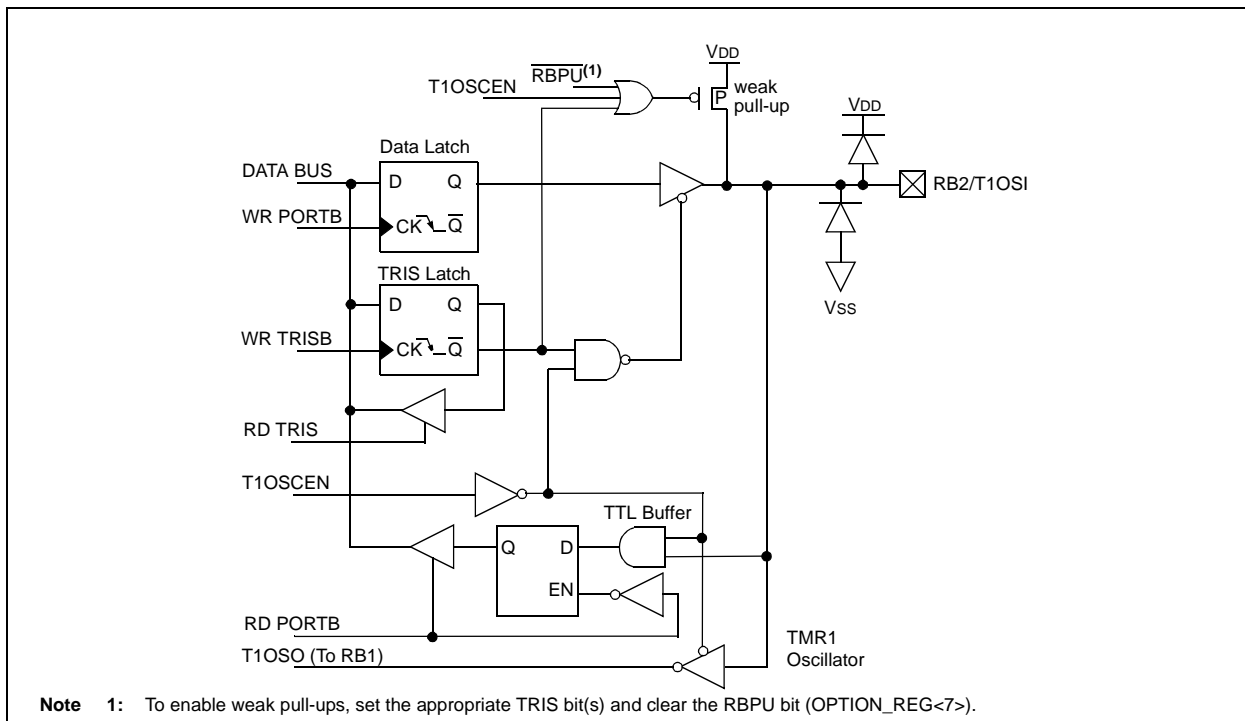 VDD
RBPU(1)
T1OSCEN
P
weak
pull-up
VDD
Data Latch
DATA BUS
D Q
RB2/T1OSI
WR PORTB
CK Q
TRIS Latch
D Q
VSS
WR TRISB
CK Q
RD TRIS
T1OSCEN
TTL Buffer
Q D
EN
RD PORTB
TMR1
Oscillator
T1OSO (To RB1)
Note 1: To enable weak pull-ups, set the appropriate TRIS bit(s) and clear the RBPU bit (OPTION_REG<7>).